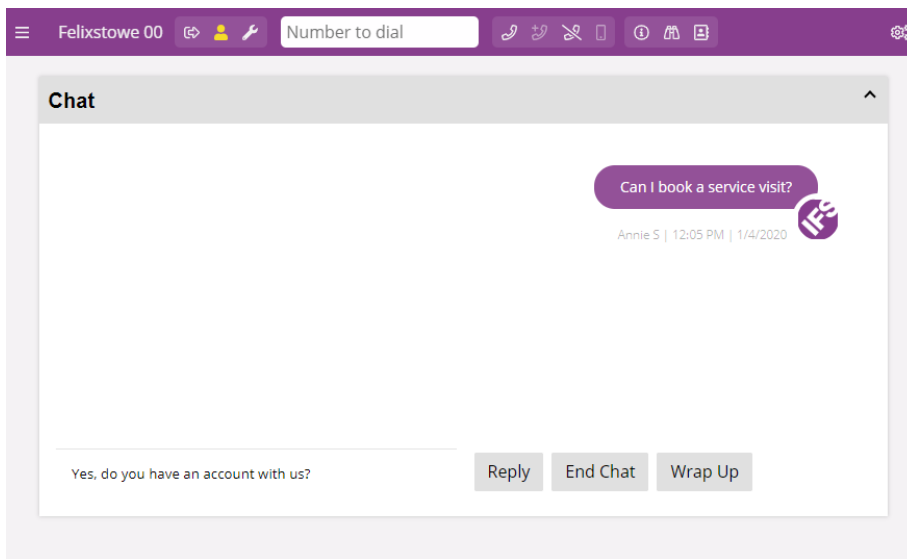 Felixstowe 00 Number to dial
Chat
Can I book a service visit?
IFS
Annie S | 12:05 PM | 1/4/2020
Yes, do you have an account with us? Reply End Chat Wrap Up